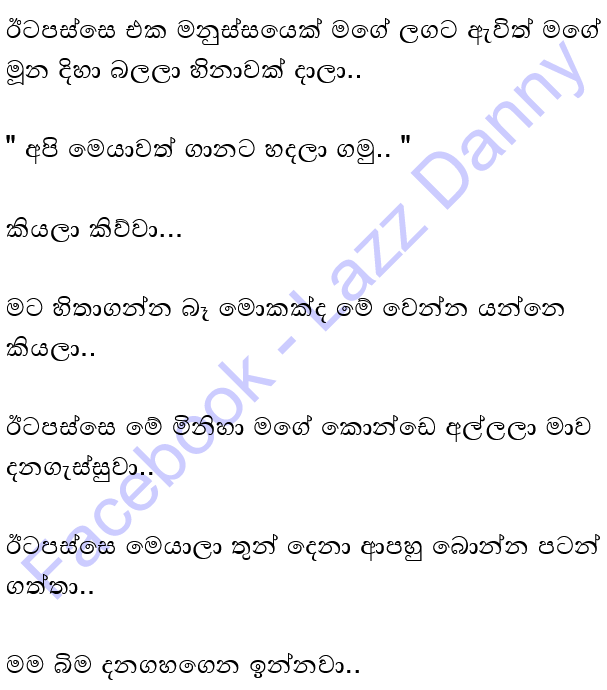 ඊටපස්සෙ එක මනුස්සයෙක් මගේ ලගට ඇවිත් මගේ
මූන දිහා බලලා හිනාවක් දාලා..
" අපි මෙයාවත් ගානට හදලා ගමු.. "
කියලා කිව්වා...
මට හිතාගන්න බෑ මොකක්ද මේ වෙන්න යන්නෙ
කියලා..
ඊටපස්සෙ මේ මිනිහා මගේ කොන්ඩෙ අල්ලලා මාව
දනගැස්සුවා..
ඊටපස්සෙ මෙයාලා තුන් දෙනා ආපහු බොන්න පටන්
ගත්තා..
මම බිම දනගහගෙන ඉන්නවා..
Facebook - Lazz Danny